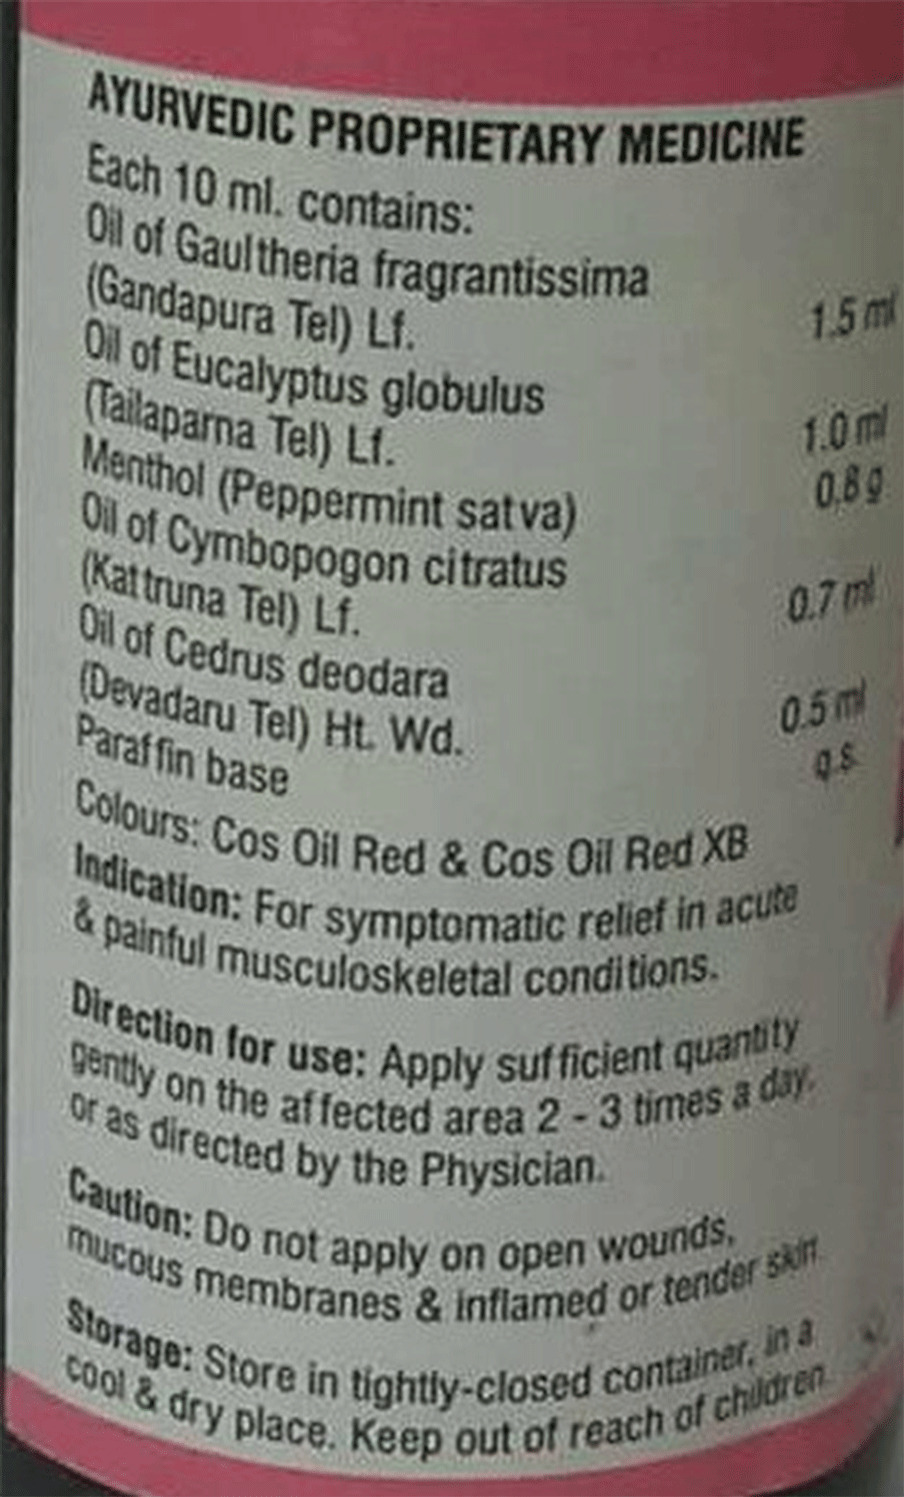 AYURVEDIC PROPRIETARY MEDICINE
Each 10 ml. contains:
Oil of Gaultheria fragrantissima
(Gandapura Tel) Lf. 1.5 ml
Oil of Eucalyptus globulus
(Tailaparna Tel) Lf. 1.0 ml
Menthol (Peppermint satva) 0.8 g
Oil of Cymbopogon citratus
(Kattruna Tel) Lf. 0.7 ml
Oil of Cedrus deodara
(Devadaru Tel) Ht. Wd. 0.5 ml
Paraffin base q.s.
Colours: Cos Oil Red & Cos Oil Red XB
Indication: For symptomatic relief in acute
& painful musculoskeletal conditions.
Direction for use: Apply sufficient quantity
gently on the affected area 2 - 3 times a day,
or as directed by the Physician.
Caution: Do not apply on open wounds,
mucous membranes & inflamed or tender skin
Storage: Store in tightly-closed container, in a
cool & dry place. Keep out of reach of children.